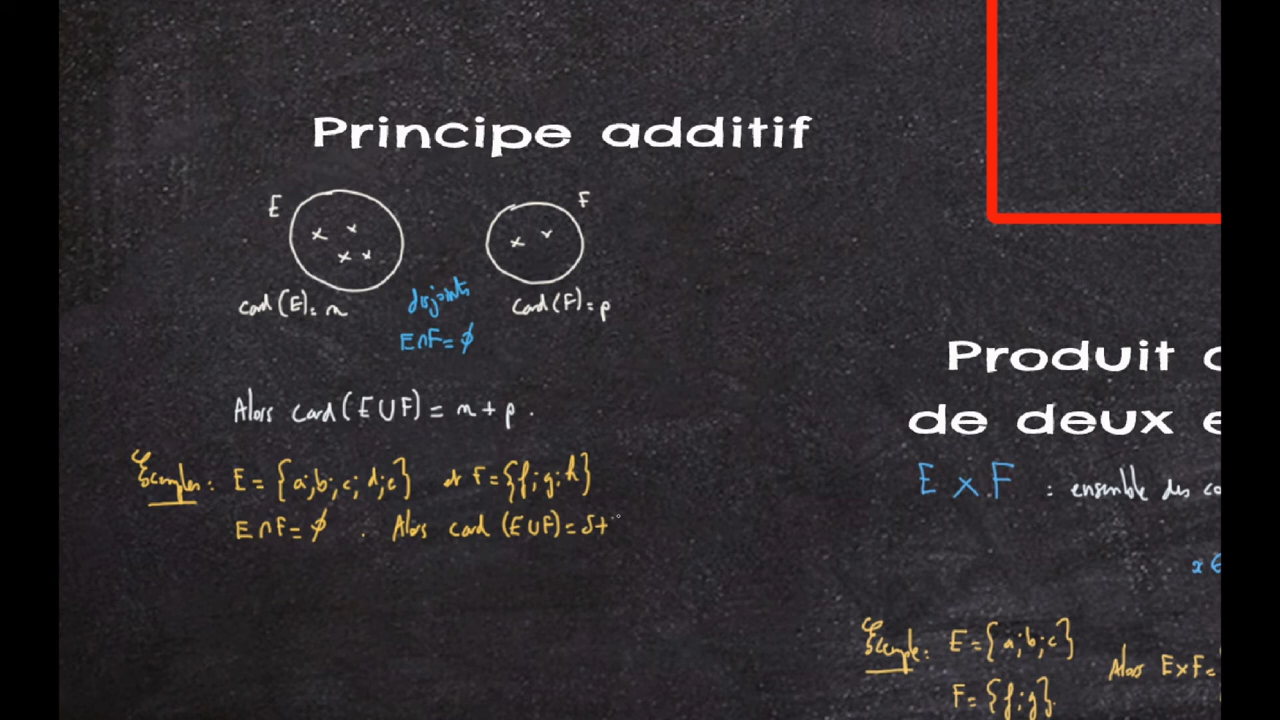 Principe additif
E
F
card(E)=n
disjoints
card(F)=p
E∩F=∅
Alors card(E∪F)=n+p.
Exemples: E={a;b;c;d;e} et F={f;g;h}
E∩F=∅. Alors card (E∪F)=5+
Produit
de deux e
E×F : ensemble des co
x∈
Exemple: E={a;b;c}
Alors E×F=
F={f;g}.